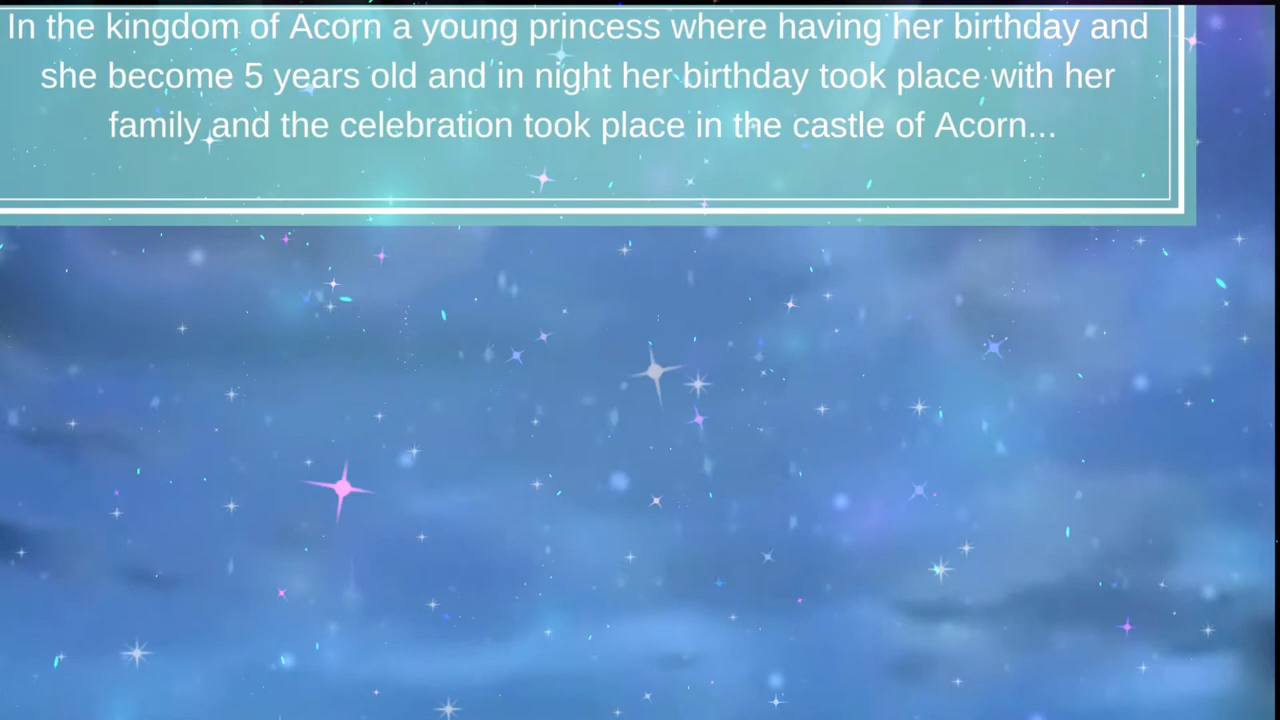 In the kingdom of Acorn a young princess where having her birthday and
she become 5 years old and in night her birthday took place with her
family and the celebration took place in the castle of Acorn...